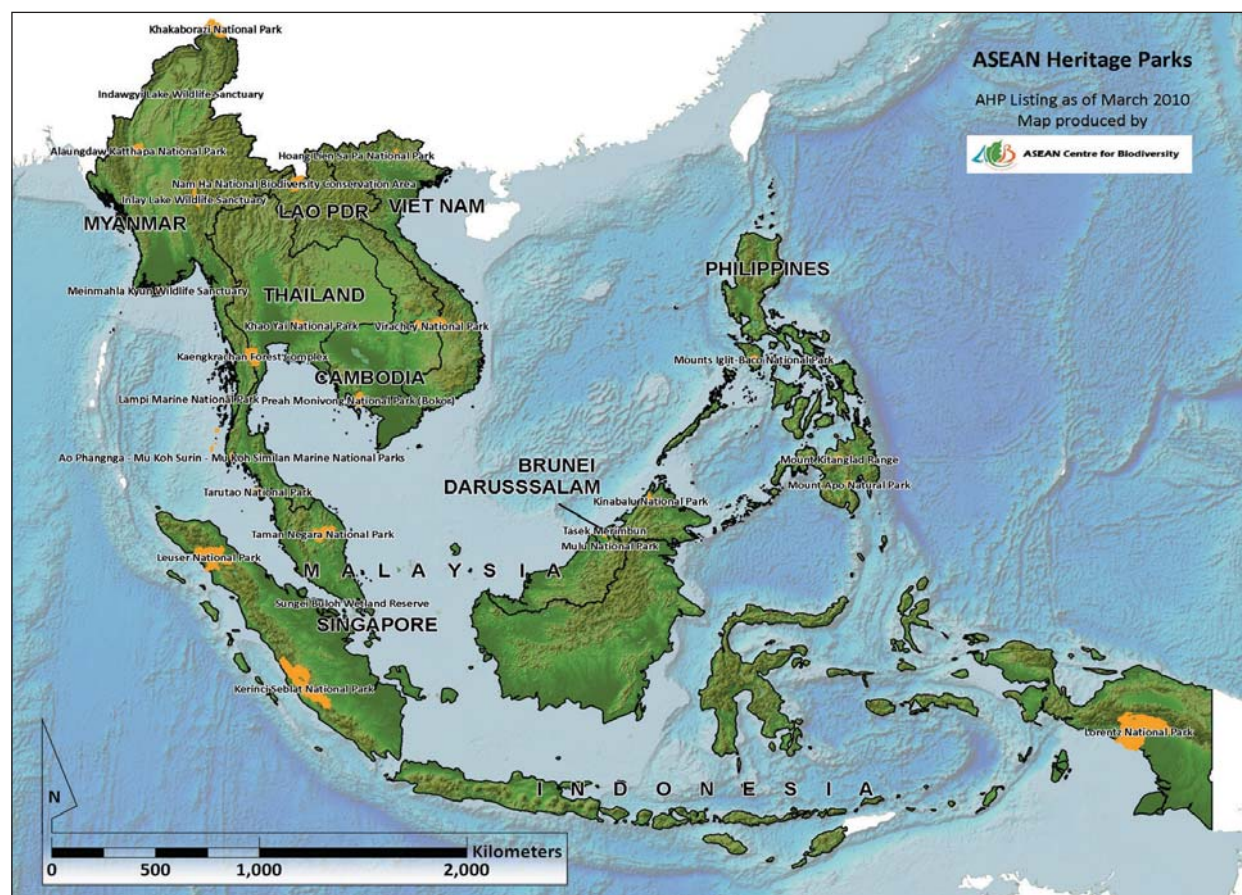 ASEAN Heritage Parks
AHP Listing as of March 2010
Map produced by
ASEAN Centre for Biodiversity
Khakaborazi National Park
Indawgyi Lake Wildlife Sanctuary
Alaungdaw Katthapa National Park
Hoang Lien Sa Pa National Park
Nam Ha National Biodiversity Conservation Area
Inlay Lake Wildlife Sanctuary
LAO PDR
VIET NAM
MYANMAR
PHILIPPINES
Meinmahla Kyun Wildlife Sanctuary
THAILAND
Khao Yai National Park
Virachey National Park
Kaengkrachan Forest Complex
Mounts Iglit-Baco National Park
CAMBODIA
Lampi Marine National Park
Preah Monivong National Park (Bokor)
Ao Phangnga - Mu Koh Surin - Mu Koh Similan Marine National Parks
Mount Kitanglad Range
BRUNEI
DARUSSSALAM
Mount Apo Natural Park
Tarutao National Park
Kinabalu National Park
Taman Negara National Park
Tasek Merimbun
Mulu National Park
Leuser National Park
MALAYSIA
Sungei Buloh Wetland Reserve
SINGAPORE
Kerinci Seblat National Park
Lorentz National Park
INDONESIA
N
Kilometers
0 500 1,000 2,000